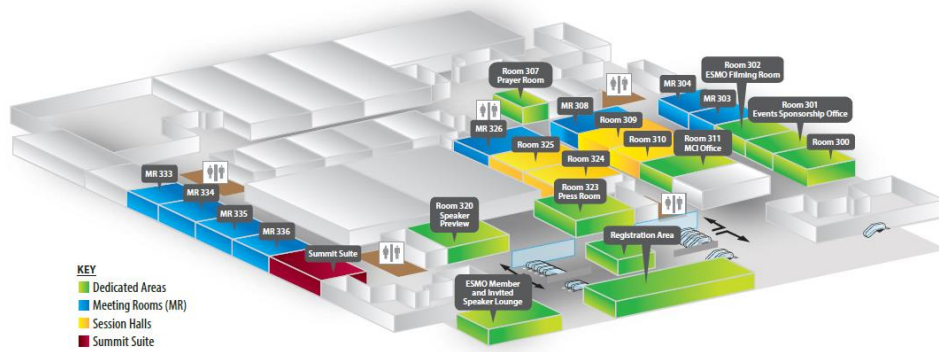 Room 307
Prayer Room
MR 304
Room 302
ESMO Filming Room
MR 303
Room 301
Events Sponsorship Office
Room 300
MR 308
Room 309
MR 326
Room 325
Room 310
Room 311
MCI Office
Room 324
Room 323
Press Room
MR 333
MR 334
MR 335
MR 336
Summit Suite
Room 320
Speaker
Preview
Registration Area
ESMO Member
and Invited
Speaker Lounge
KEY
Dedicated Areas
Meeting Rooms (MR)
Session Halls
Summit Suite